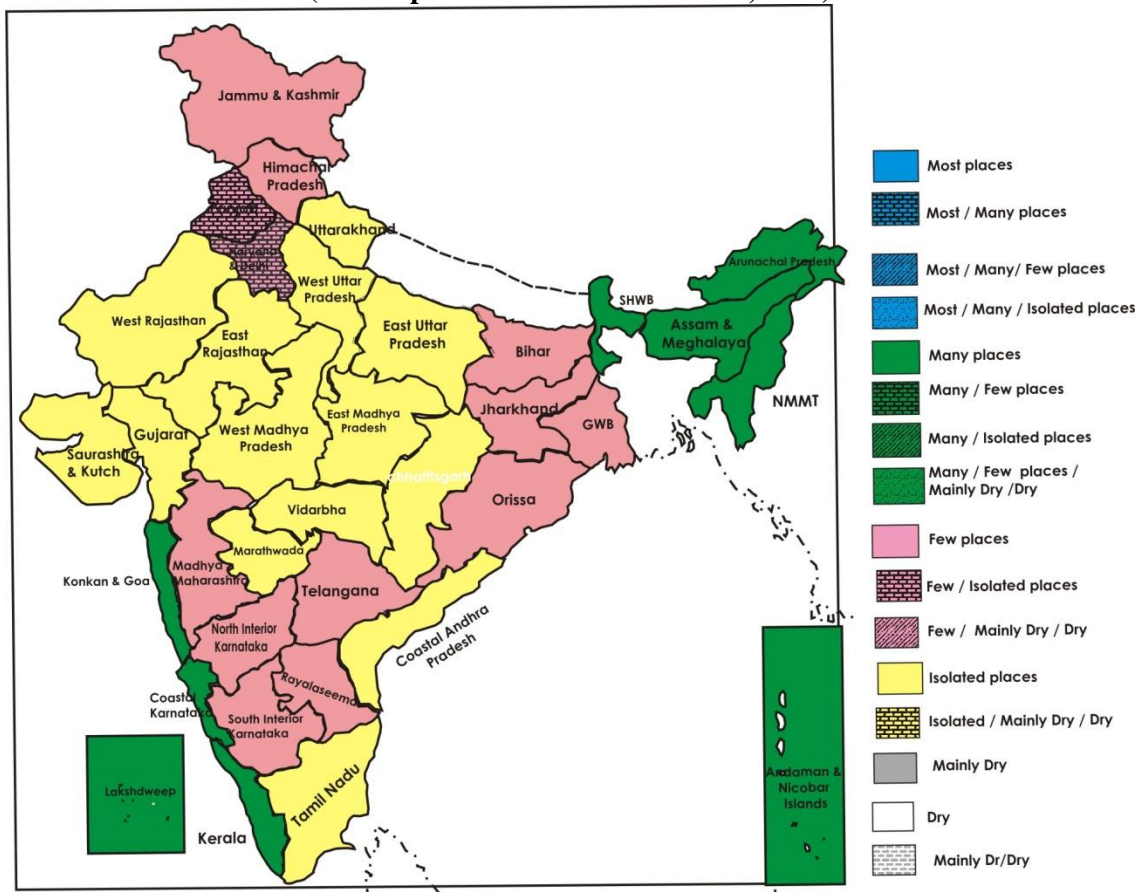 Jammu & Kashmir
Himachal
Pradesh
Uttarakhand
& Delhi
West Uttar
Pradesh
West Rajasthan
East
Rajasthan
East Uttar
Pradesh
Bihar
SHWB
Arunachal Pradesh
Assam &
Meghalaya
NMMT
Jharkhand
GWB
Gujarat
West Madhya
Pradesh
East Madhya
Pradesh
Saurashtra
& Kutch
Chhattisgarh
Orissa
Vidarbha
Marathwada
Madhya
Maharashtra
Konkan & Goa
Telangana
North Interior
Karnataka
Coastal Andhra
Pradesh
Rayalaseema
Coastal
Karnataka
South Interior
Karnataka
Tamil Nadu
Kerala
Lakshdweep
Andaman &
Nicobar
Islands
Most places
Most / Many places
Most / Many/ Few places
Most / Many / Isolated places
Many places
Many / Few places
Many / Isolated places
Many / Few places /
Mainly Dry /Dry
Few places
Few / Isolated places
Few / Mainly Dry / Dry
Isolated places
Isolated / Mainly Dry / Dry
Mainly Dry
Dry
Mainly Dr/Dry